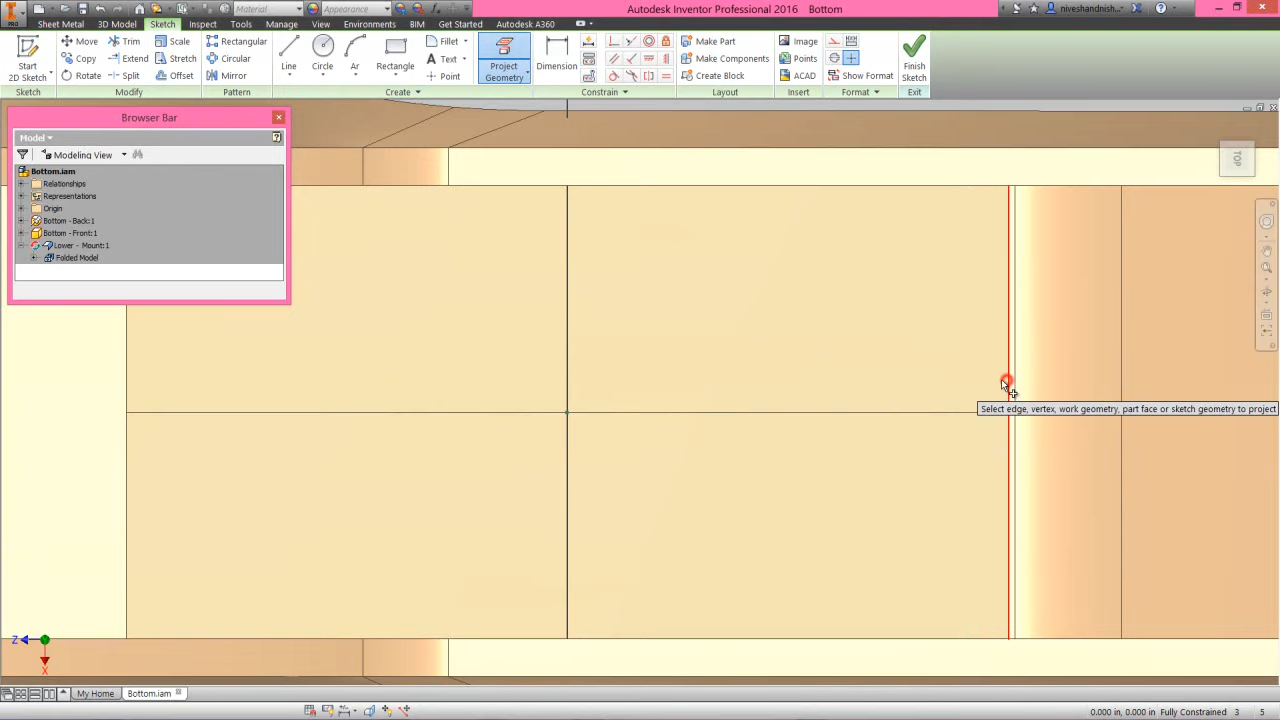 Material
Appearance
Autodesk Inventor Professional 2016 Bottom
niveshandnish...
PRO
Sheet Metal 3D Model Sketch Inspect Tools Manage View Environments BIM Get Started Autodesk A360
Start
2D Sketch
Move Trim Scale
Copy Extend Stretch
Rotate Split Offset
Rectangular
Circular
Mirror
Line Circle Arc Rectangle
Fillet
Text
Point
Project
Geometry
Dimension
Make Part
Make Components
Create Block
Image
Points
ACAD
Show Format
Finish
Sketch
Sketch Modify Pattern Create Constrain Layout Insert Format Exit
Browser Bar
Model
Modeling View
Bottom.iam
Relationships
Representations
Origin
Bottom - Back:1
Bottom - Front:1
Lower - Mount:1
Folded Model
TOP
Select edge, vertex, work geometry, part face or sketch geometry to project
Z
X
My Home Bottom.iam
0.000 in, 0.000 in Fully Constrained 3 5